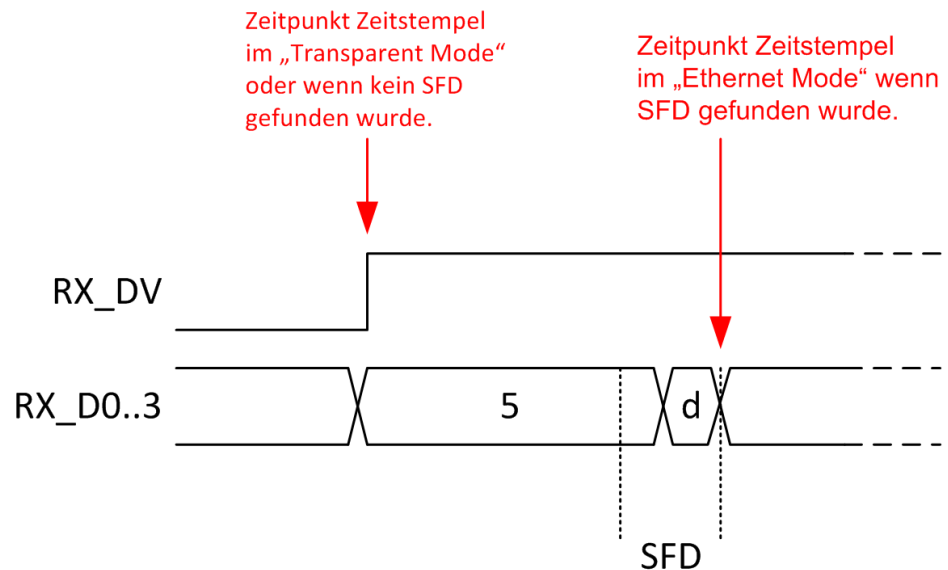 Zeitpunkt Zeitstempel
im „Transparent Mode“
oder wenn kein SFD
gefunden wurde.
Zeitpunkt Zeitstempel
im „Ethernet Mode“ wenn
SFD gefunden wurde.
RX_DV
RX_D0..3
5
d
SFD